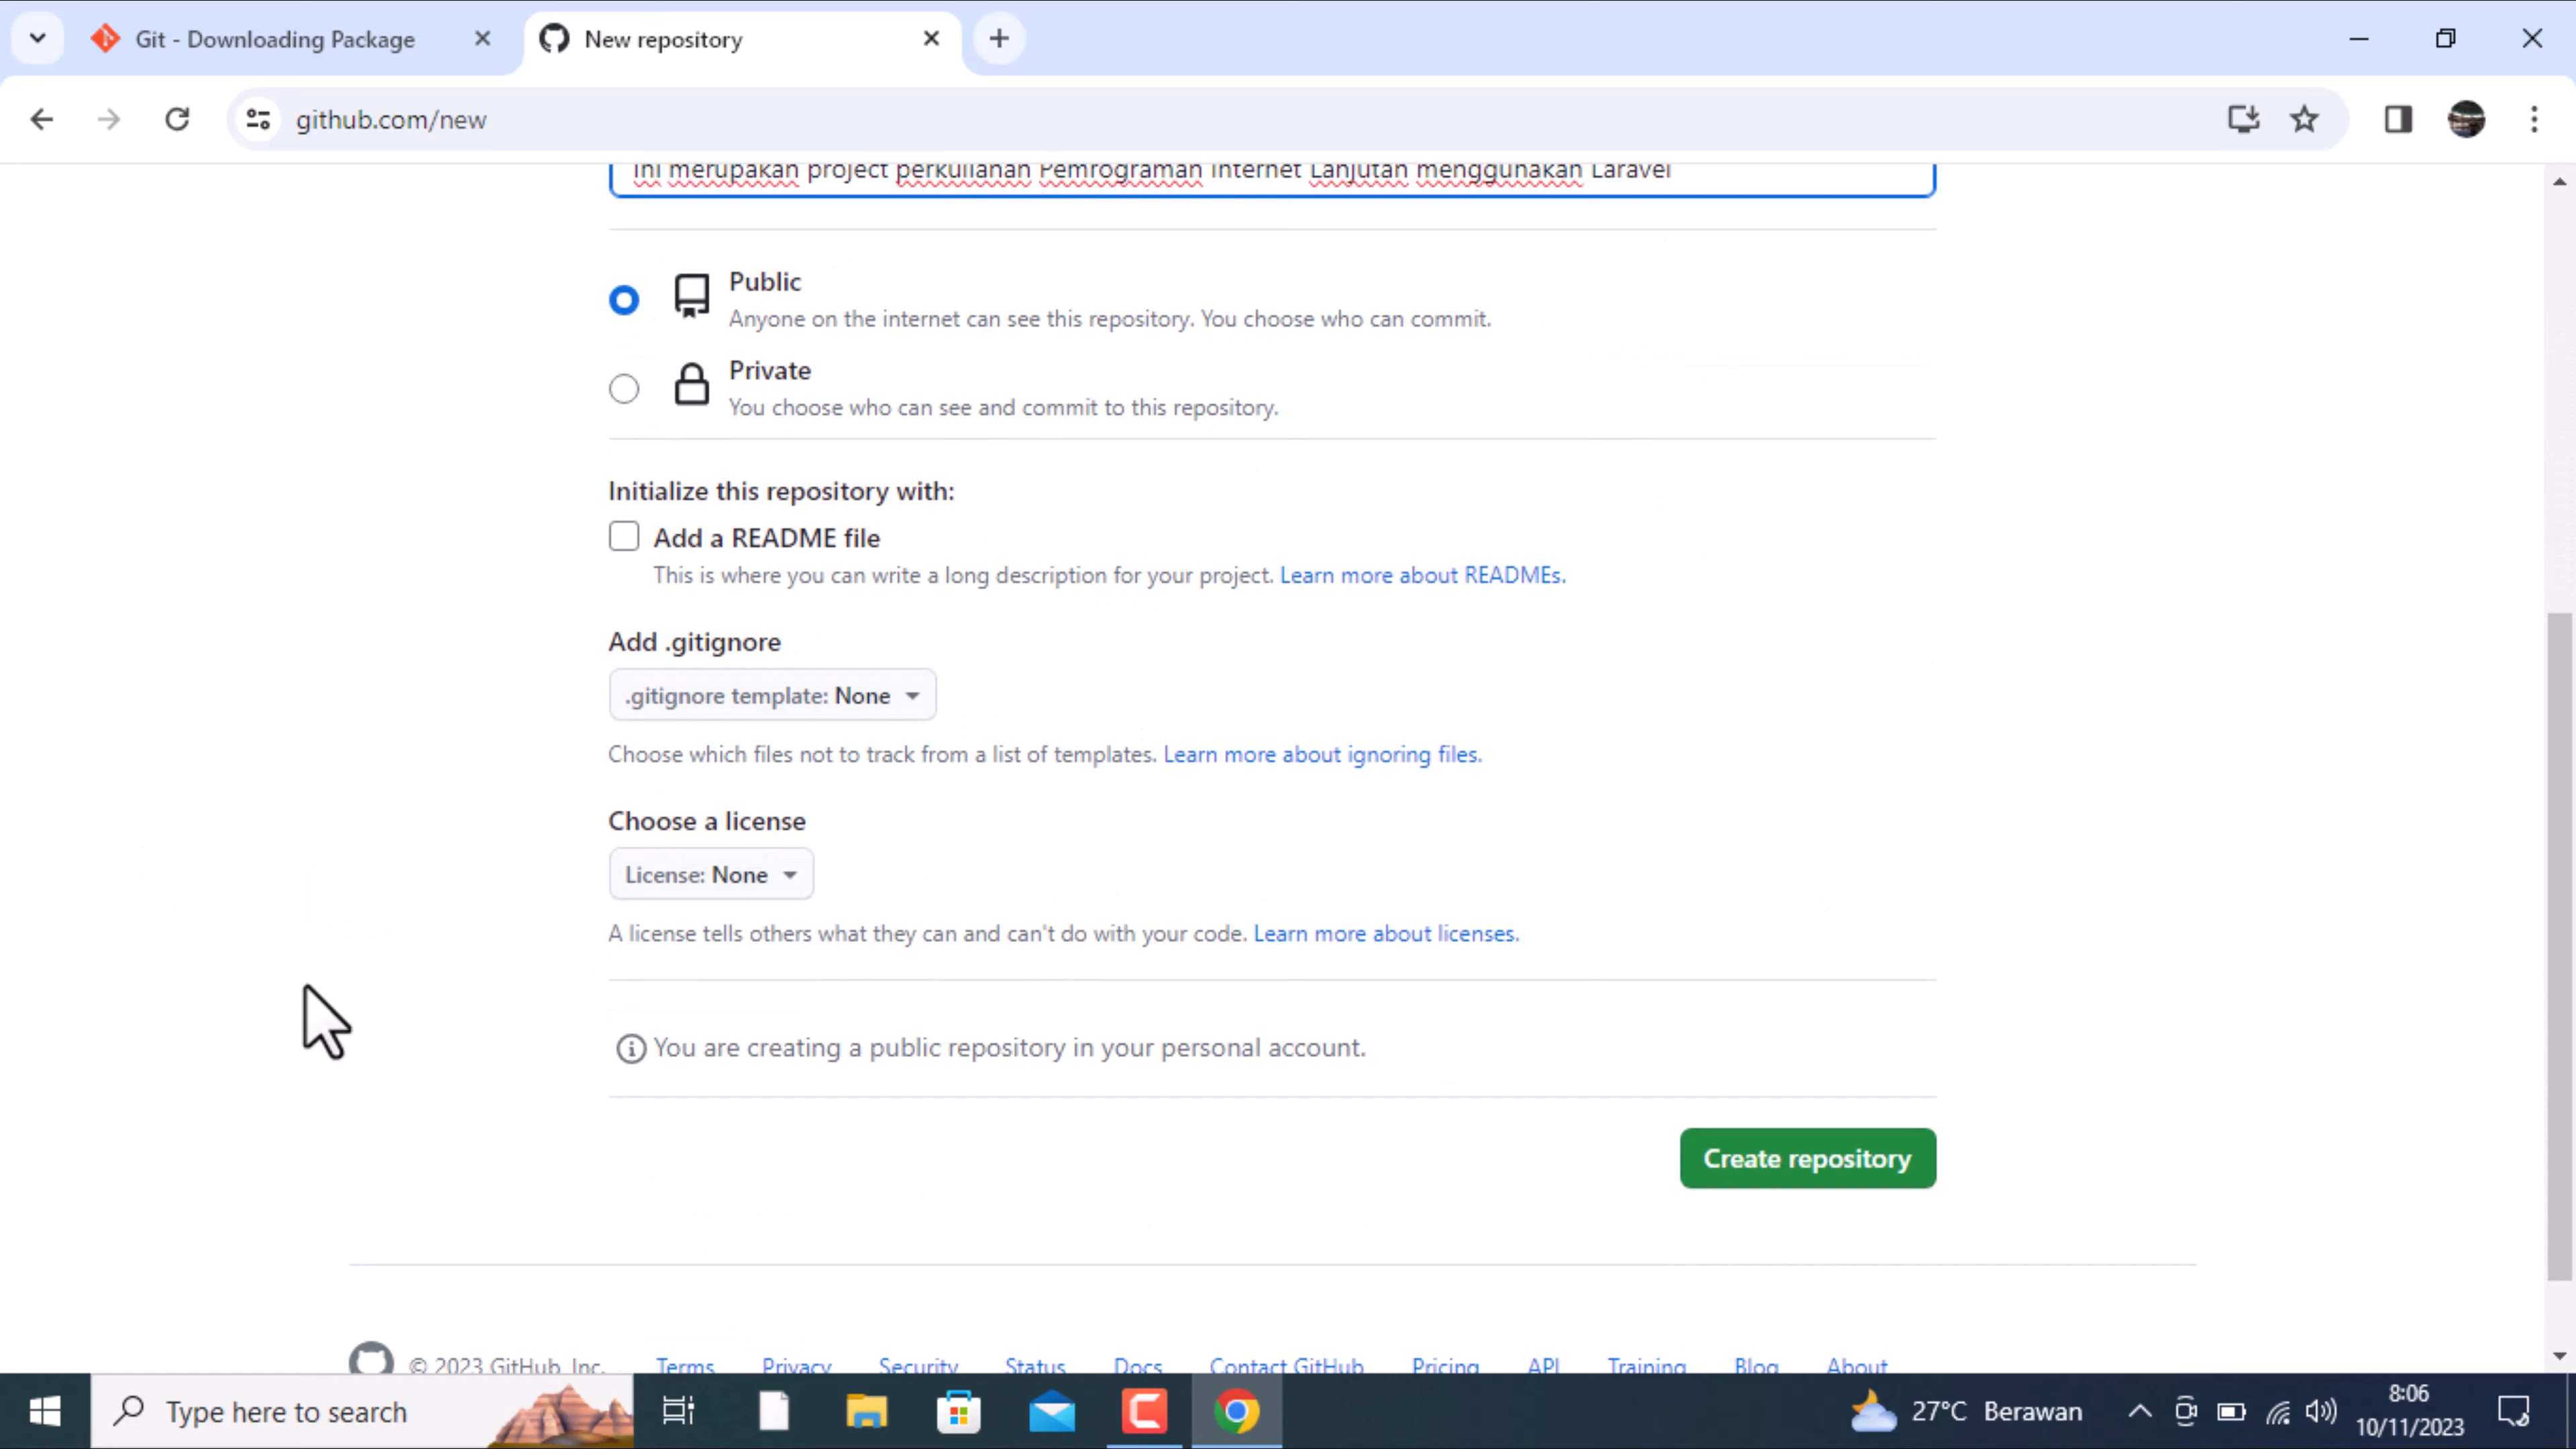 Git - Downloading Package
New repository
github.com/new
Ini merupakan project perkuliahan Pemrograman Internet Lanjutan menggunakan Laravel
Public
Anyone on the internet can see this repository. You choose who can commit.
Private
You choose who can see and commit to this repository.
Initialize this repository with:
Add a README file
This is where you can write a long description for your project. Learn more about READMEs.
Add .gitignore
.gitignore template: None
Choose which files not to track from a list of templates. Learn more about ignoring files.
Choose a license
License: None
A license tells others what they can and can't do with your code. Learn more about licenses.
You are creating a public repository in your personal account.
Create repository
© 2023 GitHub, Inc. Terms Privacy Security Status Docs Contact GitHub Pricing API Training Blog About
Type here to search
27°C Berawan
8:06
10/11/2023